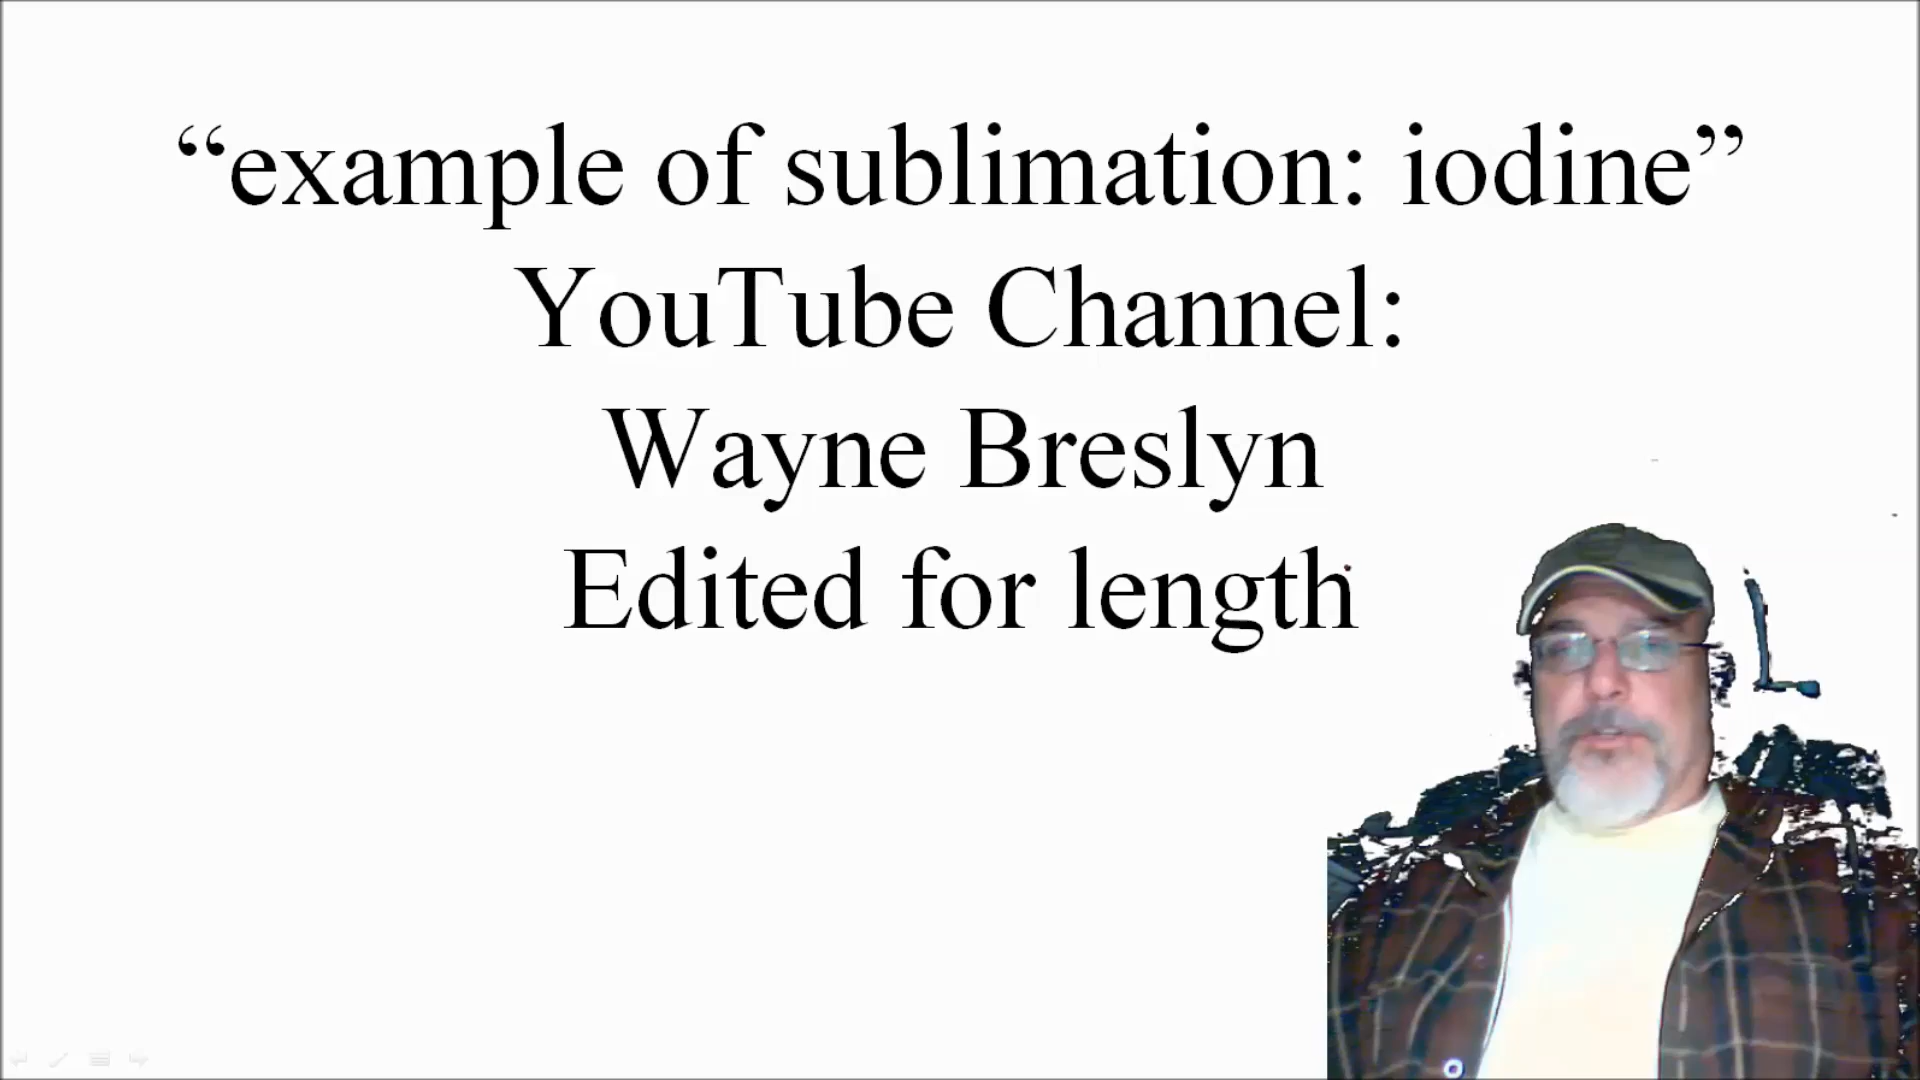 “example of sublimation: iodine”
YouTube Channel:
Wayne Breslyn
Edited for length